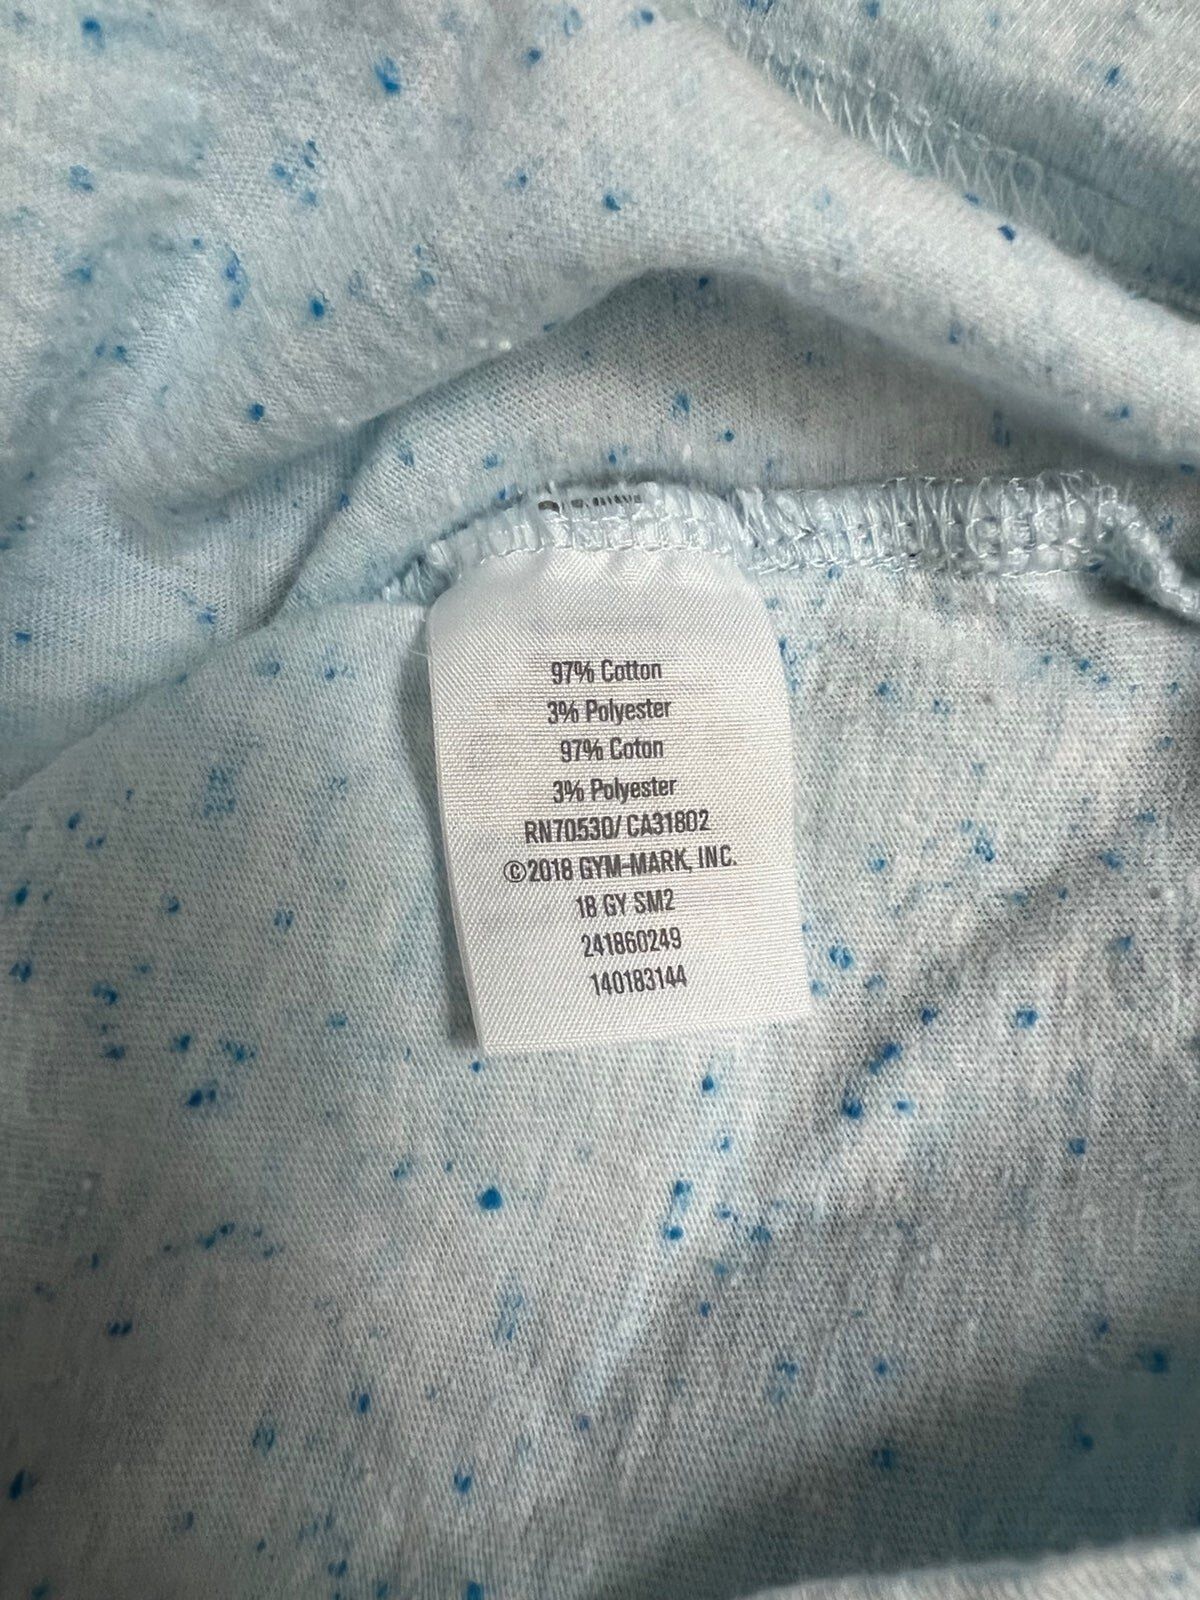 97% Cotton
3% Polyester
97% Coton
3% Polyester
RN70530/ CA31802
©2018 GYM-MARK, INC.
18 GY SM2
241860249
140183144